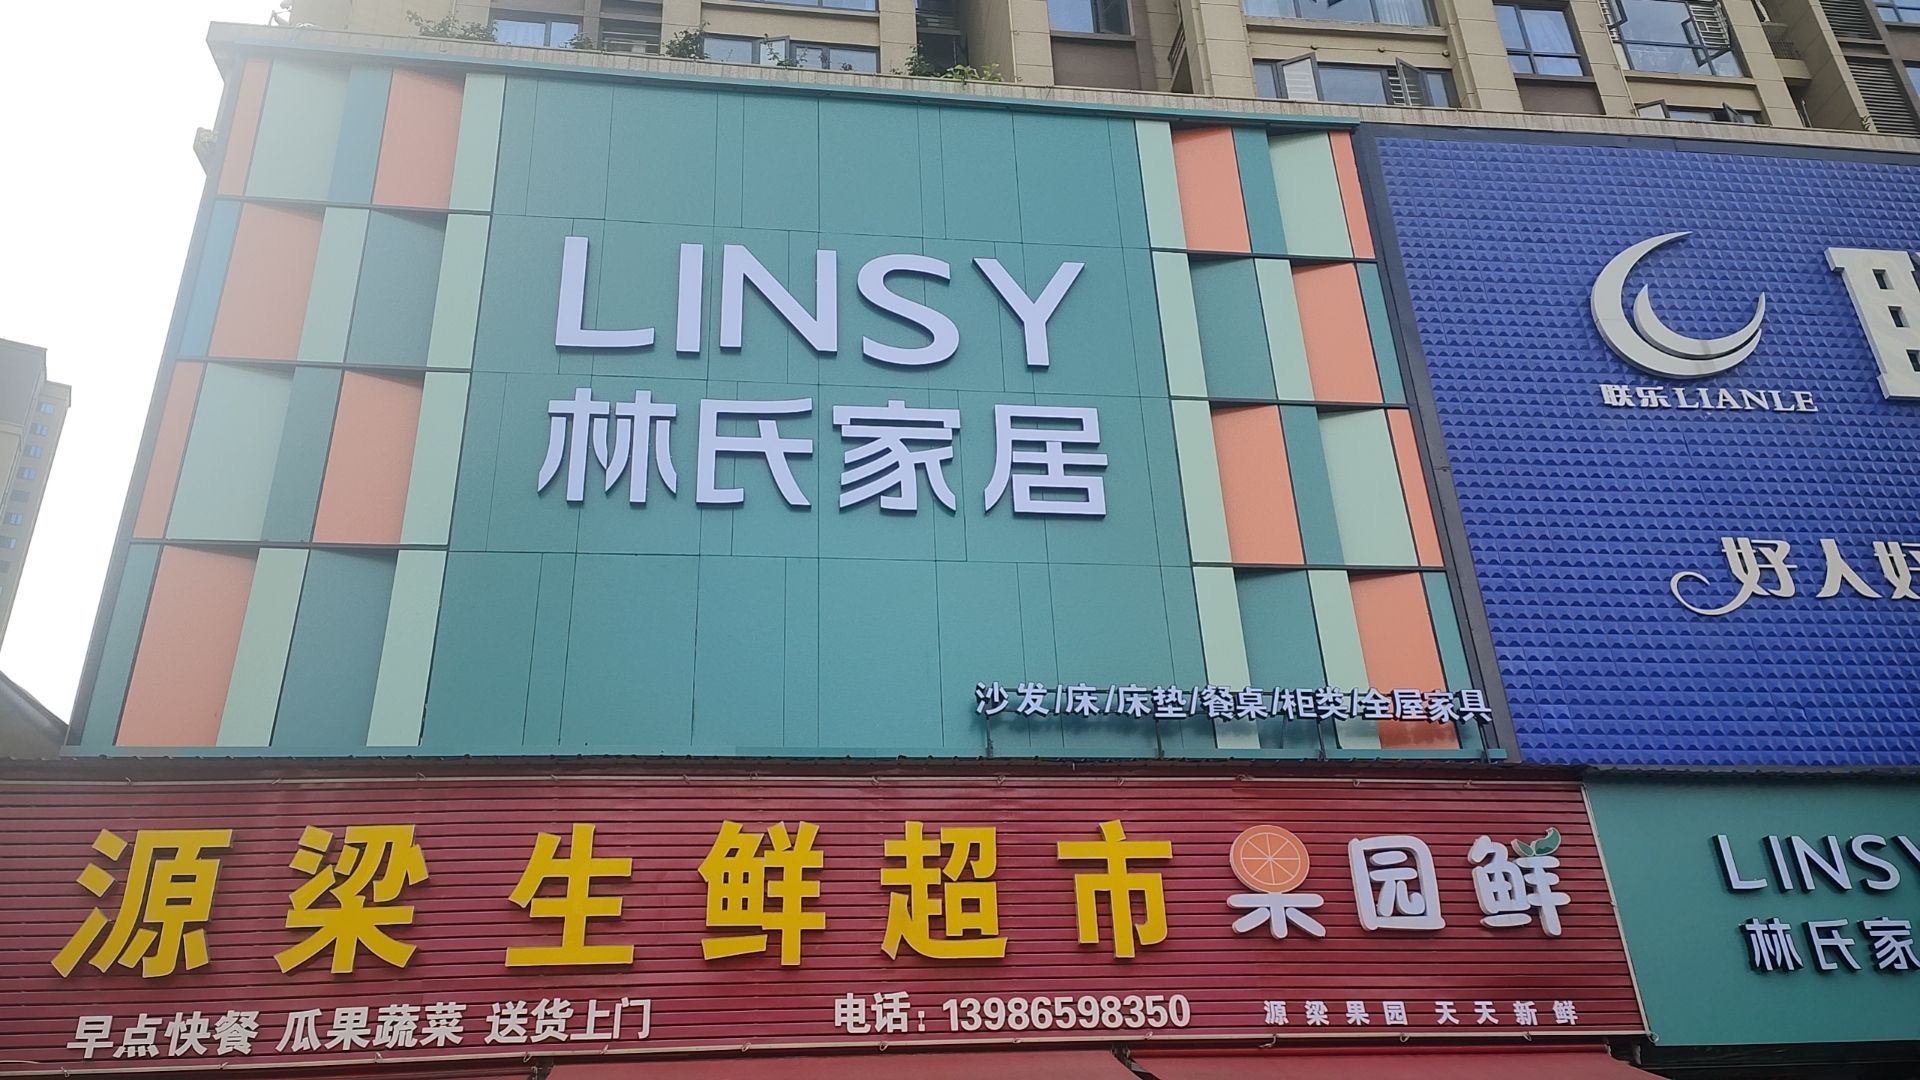 LINSY
林氏家居
沙发/床/床垫/餐桌/柜类/全屋家具
联乐LIANLE
好人好
源梁生鲜超市 果园鲜
早点快餐 瓜果蔬菜 送货上门 电话:13986598350 源梁果园 天天新鲜
LINSY
林氏家